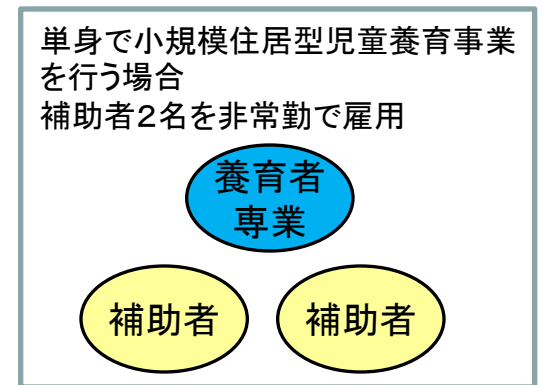 単身で小規模住居型児童養育事業
を行う場合
補助者２名を非常勤で雇用
養育者
専業
補助者
補助者